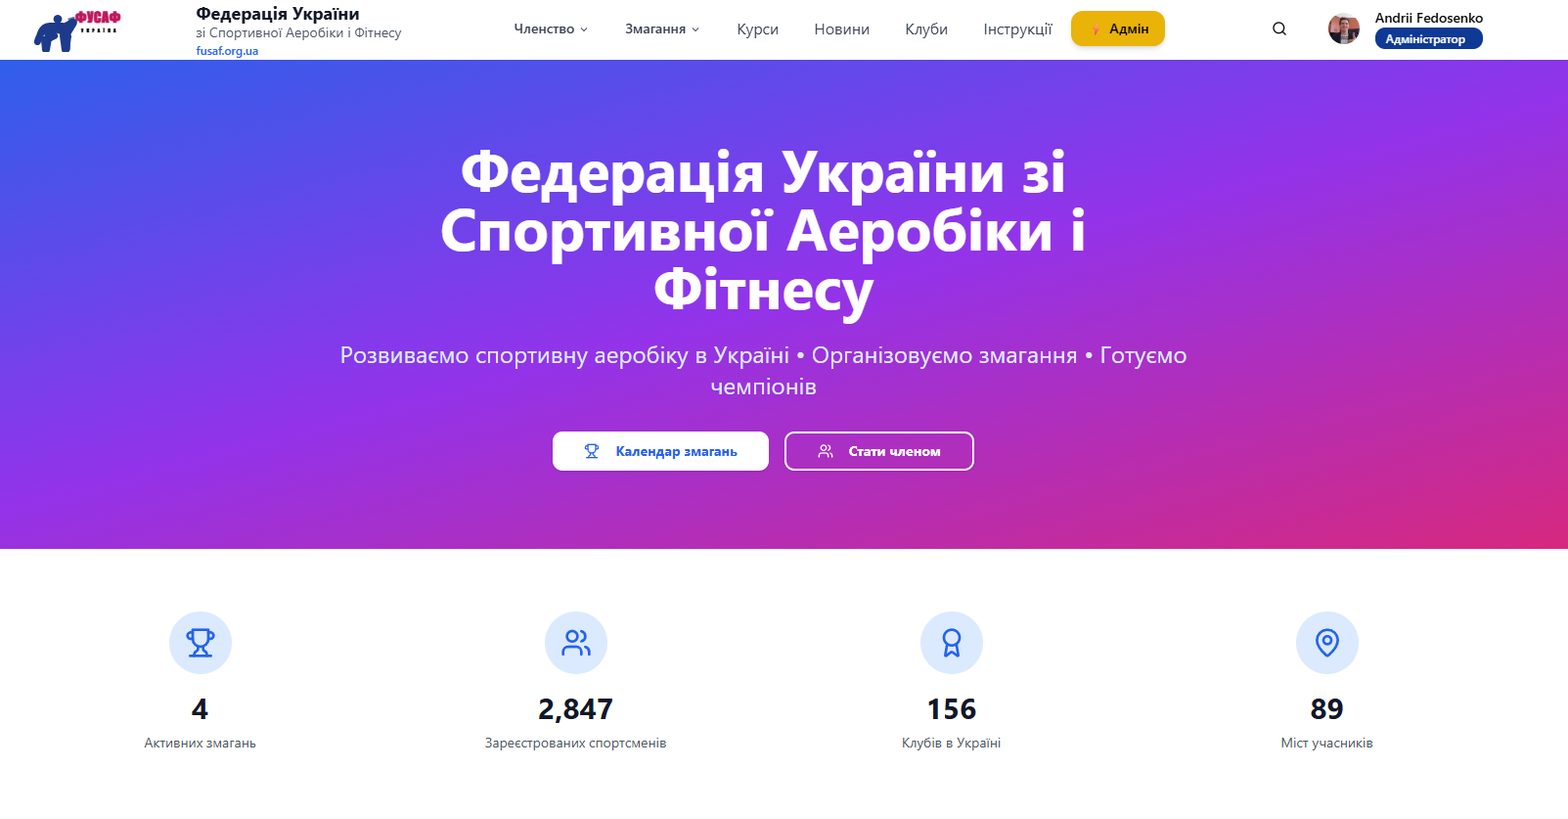 ФУСАФ
УКРАЇНА
Федерація України
зі Спортивної Аеробіки і Фітнесу
fusaf.org.ua
Членство
Змагання
Курси
Новини
Клуби
Інструкції
Адмін
Andrii Fedosenko
Адміністратор
Федерація України зі
Спортивної Аеробіки і
Фітнесу
Розвиваємо спортивну аеробіку в Україні • Організовуємо змагання • Готуємо
чемпіонів
Календар змагань
Стати членом
4
Активних змагань
2,847
Зареєстрованих спортсменів
156
Клубів в Україні
89
Міст учасників